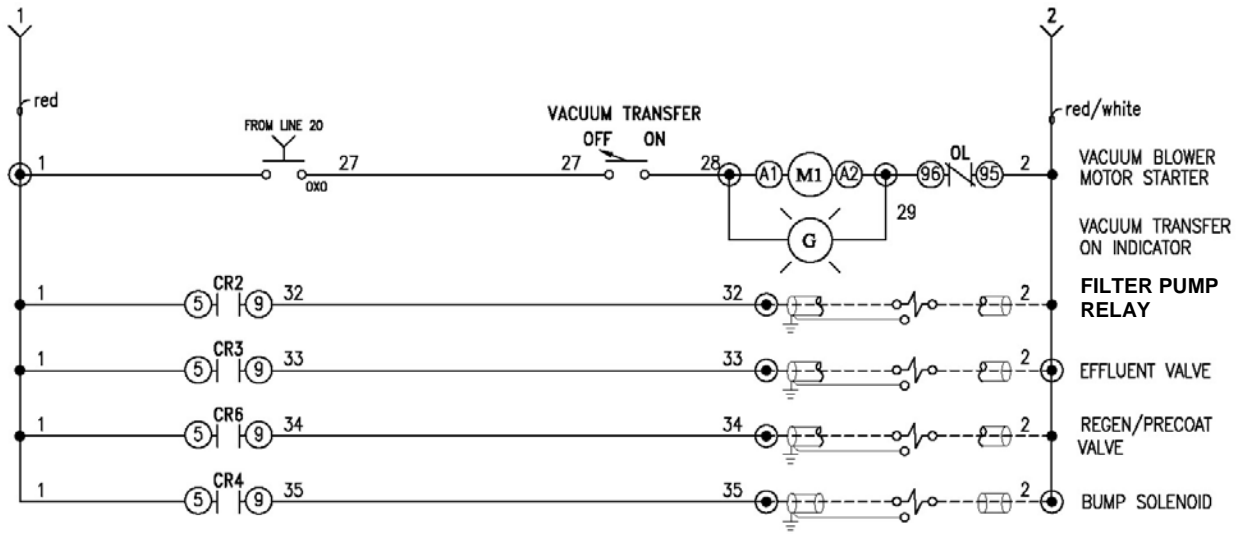 1 2
red red/white
FROM LINE 20 VACUUM TRANSFER
OFF ON
1 27 27 28 A1 M1 A2 96 OL 95 2 VACUUM BLOWER
MOTOR STARTER
OXO
29
G VACUUM TRANSFER
ON INDICATOR
1 5 CR2 9 32 32 2 FILTER PUMP
RELAY
1 5 CR3 9 33 33 2 EFFLUENT VALVE
1 5 CR6 9 34 34 2 REGEN/PRECOAT
VALVE
1 5 CR4 9 35 35 2 BUMP SOLENOID